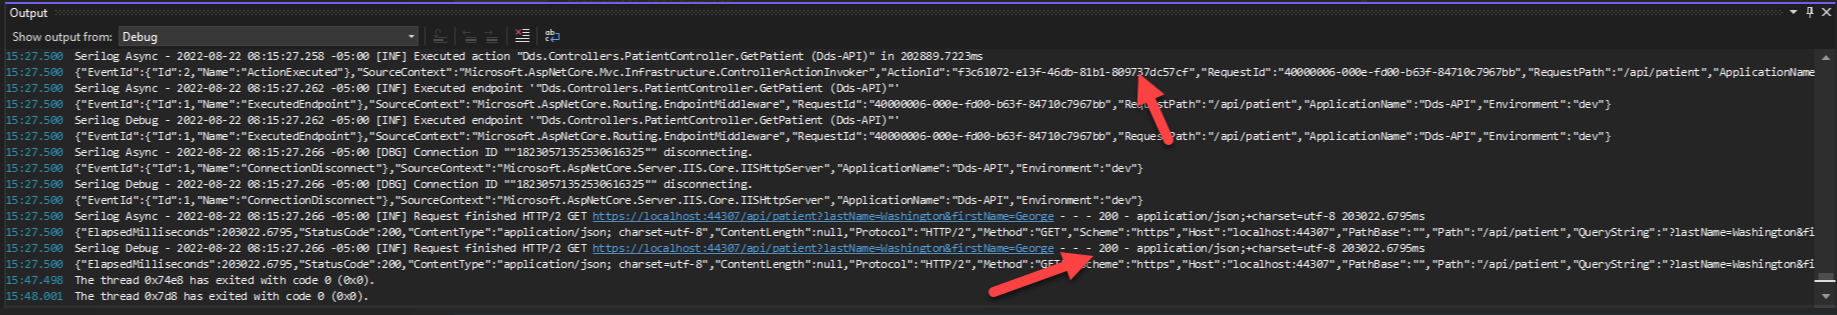 Output
Show output from: Debug
15:27.500 Serilog Async - 2022-08-22 08:15:27.258 -05:00 [INF] Executed action "Dds.Controllers.PatientController.GetPatient (Dds-API)" in 202889.7223ms
15:27.500 {"EventId":{"Id":2,"Name":"ActionExecuted"},"SourceContext":"Microsoft.AspNetCore.Mvc.Infrastructure.ControllerActionInvoker","ActionId":"f3c61072-e13f-46db-81b1-809737dc57cf","RequestId":"40000006-000e-fd00-b63f-84710c7967bb","RequestPath":"/api/patient","ApplicationName
15:27.500 Serilog Async - 2022-08-22 08:15:27.262 -05:00 [INF] Executed endpoint '"Dds.Controllers.PatientController.GetPatient (Dds-API)"'
15:27.500 {"EventId":{"Id":1,"Name":"ExecutedEndpoint"},"SourceContext":"Microsoft.AspNetCore.Routing.EndpointMiddleware","RequestId":"40000006-000e-fd00-b63f-84710c7967bb","RequestPath":"/api/patient","ApplicationName":"Dds-API","Environment":"dev"}
15:27.500 Serilog Debug - 2022-08-22 08:15:27.262 -05:00 [INF] Executed endpoint '"Dds.Controllers.PatientController.GetPatient (Dds-API)"'
15:27.500 {"EventId":{"Id":1,"Name":"ExecutedEndpoint"},"SourceContext":"Microsoft.AspNetCore.Routing.EndpointMiddleware","RequestId":"40000006-000e-fd00-b63f-84710c7967bb","RequestPath":"/api/patient","ApplicationName":"Dds-API","Environment":"dev"}
15:27.500 Serilog Async - 2022-08-22 08:15:27.266 -05:00 [DBG] Connection ID ""18230571352530616325"" disconnecting.
15:27.500 {"EventId":{"Id":1,"Name":"ConnectionDisconnect"},"SourceContext":"Microsoft.AspNetCore.Server.IIS.Core.IISHttpServer","ApplicationName":"Dds-API","Environment":"dev"}
15:27.500 Serilog Debug - 2022-08-22 08:15:27.266 -05:00 [DBG] Connection ID ""18230571352530616325"" disconnecting.
15:27.500 {"EventId":{"Id":1,"Name":"ConnectionDisconnect"},"SourceContext":"Microsoft.AspNetCore.Server.IIS.Core.IISHttpServer","ApplicationName":"Dds-API","Environment":"dev"}
15:27.500 Serilog Async - 2022-08-22 08:15:27.266 -05:00 [INF] Request finished HTTP/2 GET https://localhost:44307/api/patient?lastName=Washington&firstName=George - - - 200 - application/json;+charset=utf-8 203022.6795ms
15:27.500 {"ElapsedMilliseconds":203022.6795,"StatusCode":200,"ContentType":"application/json; charset=utf-8","ContentLength":null,"Protocol":"HTTP/2","Method":"GET","Scheme":"https","Host":"localhost:44307","PathBase":"","Path":"/api/patient","QueryString":"?lastName=Washington&fi
15:27.500 Serilog Debug - 2022-08-22 08:15:27.266 -05:00 [INF] Request finished HTTP/2 GET https://localhost:44307/api/patient?lastName=Washington&firstName=George - - - 200 - application/json;+charset=utf-8 203022.6795ms
15:27.500 {"ElapsedMilliseconds":203022.6795,"StatusCode":200,"ContentType":"application/json; charset=utf-8","ContentLength":null,"Protocol":"HTTP/2","Method":"GET","Scheme":"https","Host":"localhost:44307","PathBase":"","Path":"/api/patient","QueryString":"?lastName=Washington&fi
15:47.498 The thread 0x74e8 has exited with code 0 (0x0).
15:48.001 The thread 0x7d8 has exited with code 0 (0x0).